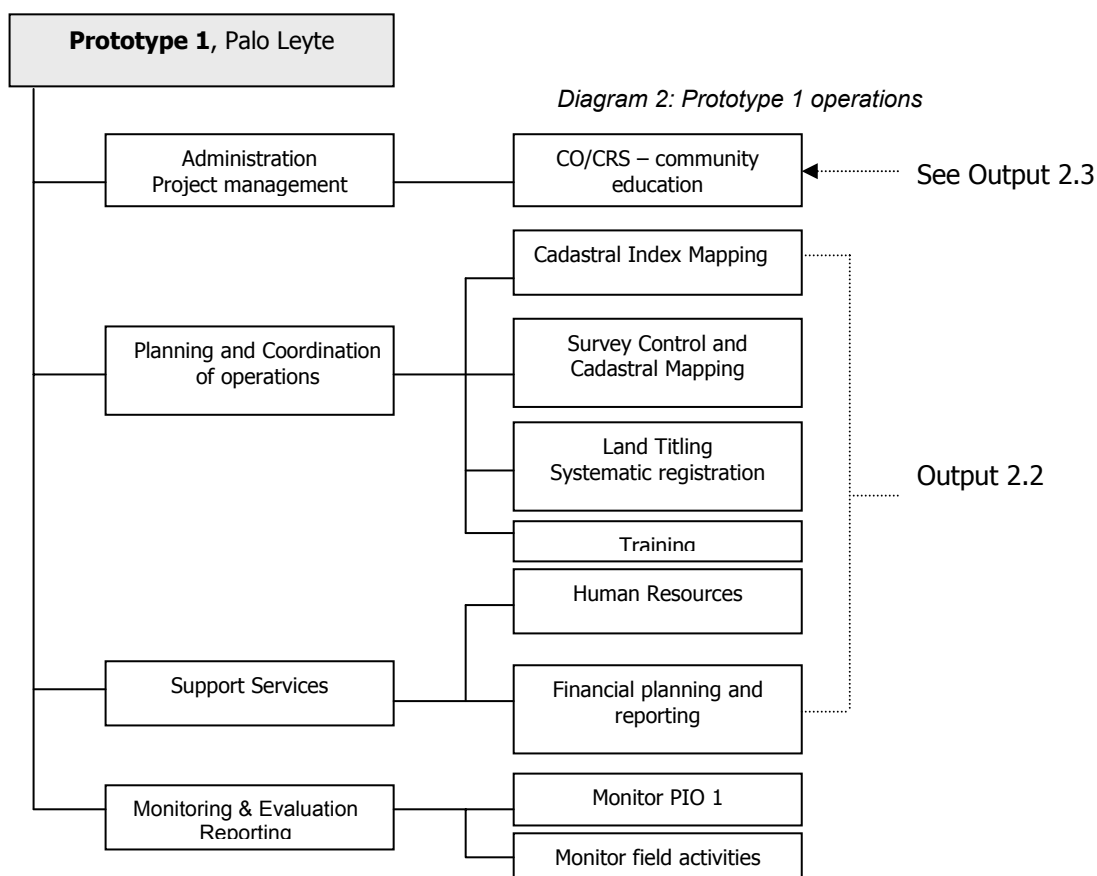 Prototype 1, Palo Leyte
Diagram 2: Prototype 1 operations
Administration
Project management
CO/CRS – community
education
See Output 2.3
Cadastral Index Mapping
Planning and Coordination
of operations
Survey Control and
Cadastral Mapping
Land Titling
Systematic registration
Output 2.2
Training
Human Resources
Support Services
Financial planning and
reporting
Monitoring & Evaluation
Reporting
Monitor PIO 1
Monitor field activities